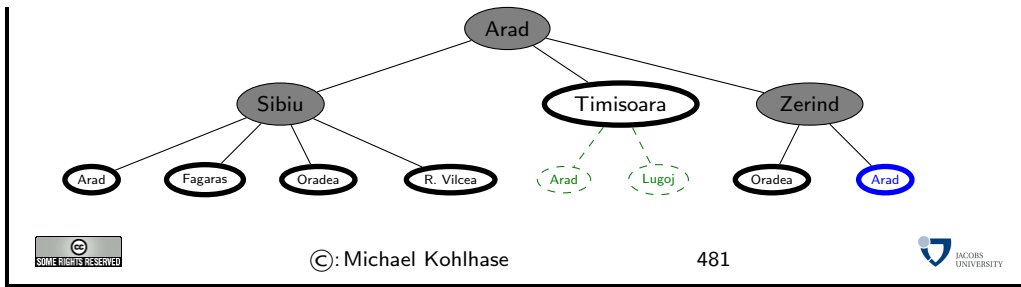 Arad
Sibiu Timisoara Zerind
Arad Fagaras Oradea R. Vilcea Arad Lugoj Oradea Arad
cc
SOME RIGHTS RESERVED
©: Michael Kohlhase 481
JACOBS
UNIVERSITY